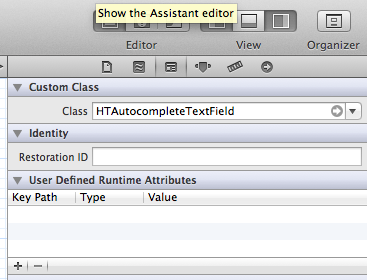 Show the Assistant editor
Editor View Organizer
Custom Class
Class HTAutocompleteTextField
Identity
Restoration ID
User Defined Runtime Attributes
Key Path Type Value